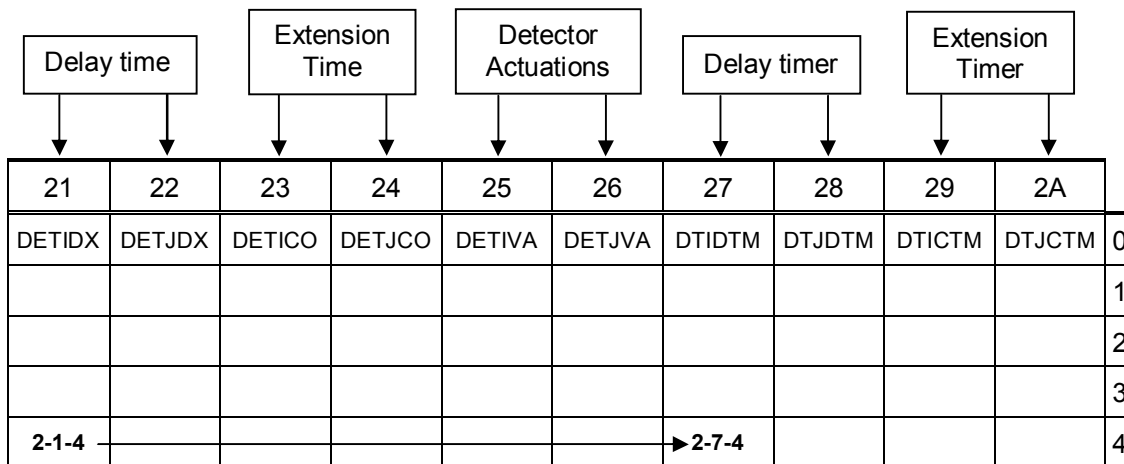 Delay time
Extension
Time
Detector
Actuations
Delay timer
Extension
Timer
21 22 23 24 25 26 27 28 29 2A
DETIDX DETJDX DETICO DETJCO DETIVA DETJVA DTIDTM DTJDTM DTICTM DTJCTM 0
1
2
3
2-1-4 2-7-4 4